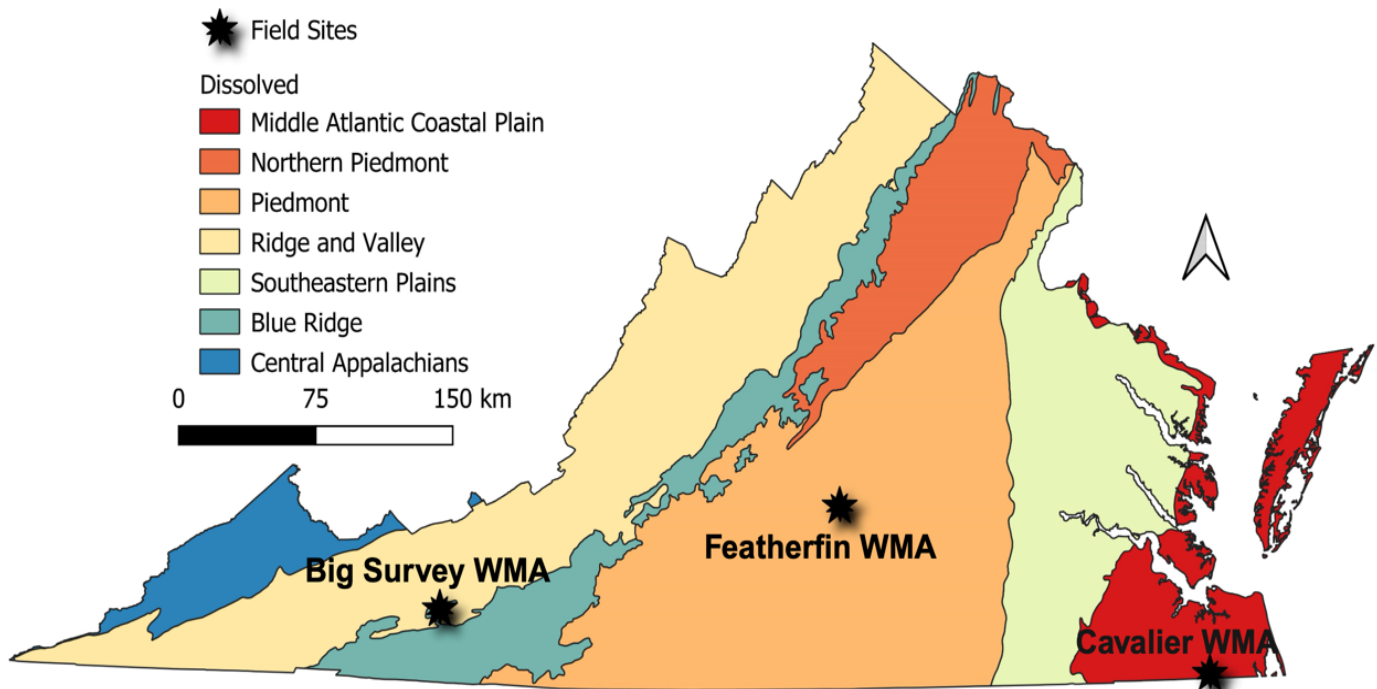 Field Sites
Dissolved
Middle Atlantic Coastal Plain
Northern Piedmont
Piedmont
Ridge and Valley
Southeastern Plains
Blue Ridge
Central Appalachians
0 75 150 km
Featherfin WMA
Big Survey WMA
Cavalier WMA